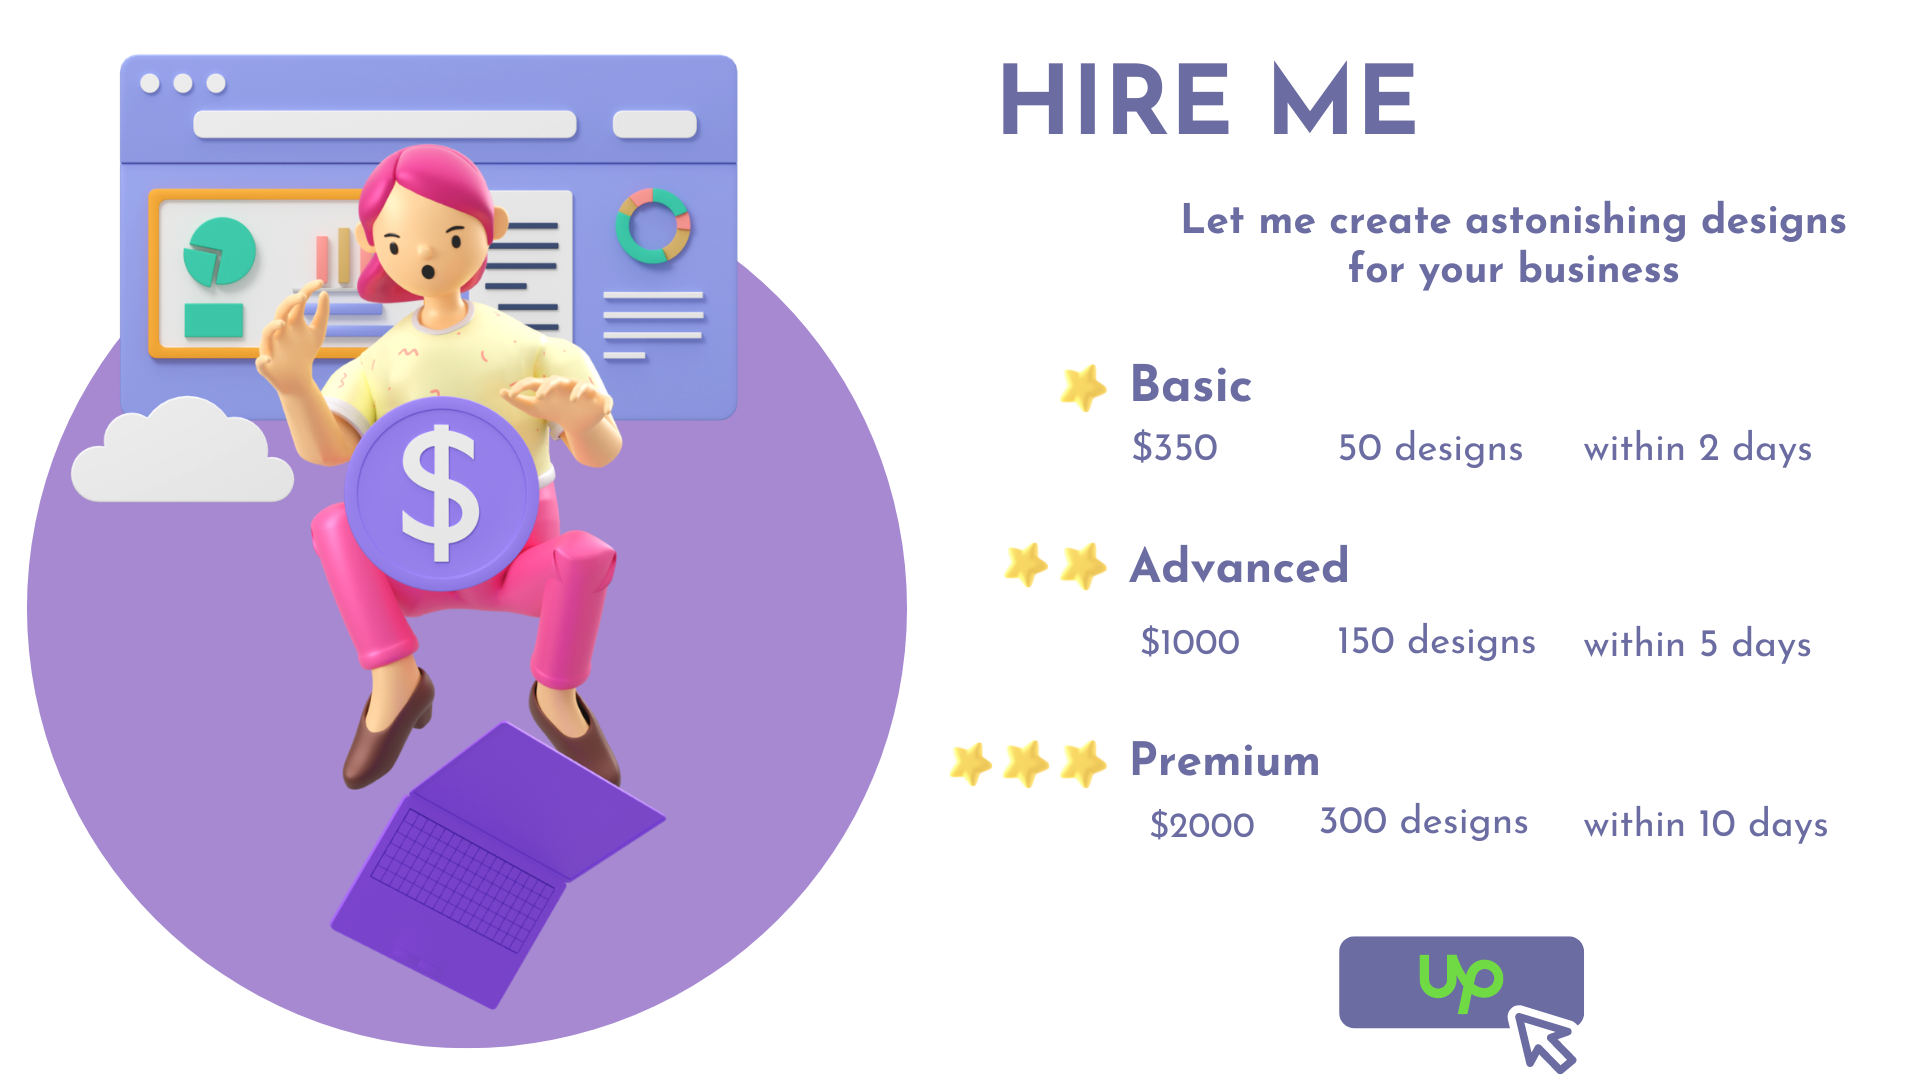 HIRE ME
Let me create astonishing designs
for your business
Basic
$350 50 designs within 2 days
Advanced
$1000 150 designs within 5 days
Premium
$2000 300 designs within 10 days
up
$